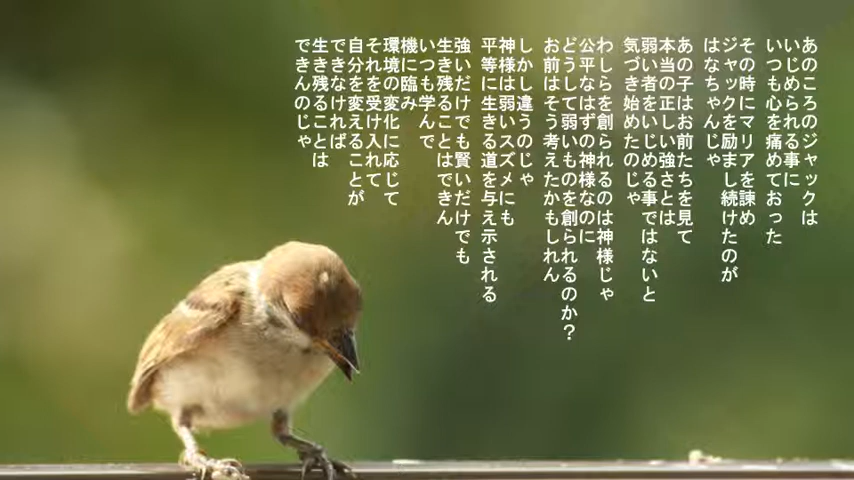 あのころのジャックは
いじめられる事に
いつも心を痛めておった
その時にマリアを諫め
ジャックを励まし続けたのが
はなちゃんじゃ
あの子はお前たちを見て
本当の正しい強さとは
弱い者をいじめる事ではないと
気づき始めたのじゃ
わしらを創られるのは神様じゃ
公平なはずの神様なのに
どうして弱いものを創られるのか?
お前はそう考えたかもしれん
しかし違うのじゃ
神様は弱いスズメにも
平等に生きる道を与え示される
強いだけでも賢いだけでも
生き残ることはできん
いつも学んで
機に臨み
環境の変化に応じて
それを受け入れて
自分を変えることが
できなければ
生き残ることは
できんのじゃ